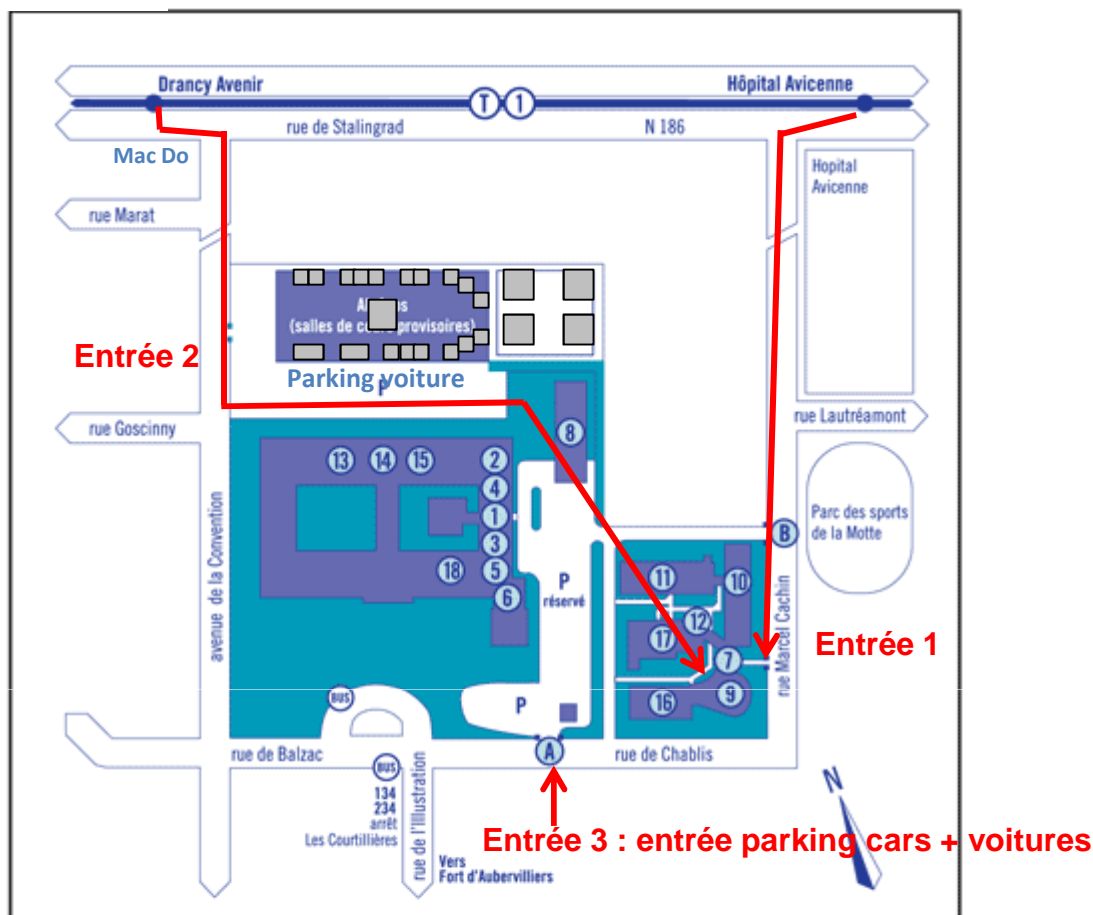 Drancy Avenir
Hôpital Avicenne
T 1
rue de Stalingrad
N 186
Mac Do
Hopital
Avicenne
rue Marat
(salles de co provisoires)
Entrée 2
Parking voiture
P
rue Goscinny
rue Lautréamont
8
13
14
15
2
4
1
3
18
5
6
avenue de la Convention
P
réservé
Parc des sports
de la Motte
B
11
10
12
17
7
16
9
rue Marcel Cachin
Entrée 1
BUS
P
A
rue de Balzac
rue de Chablis
BUS
134
234
arrêt
Les Courtillières
rue de l'Illustration
Vers
Fort d'Aubervilliers
N
Entrée 3 : entrée parking cars + voitures